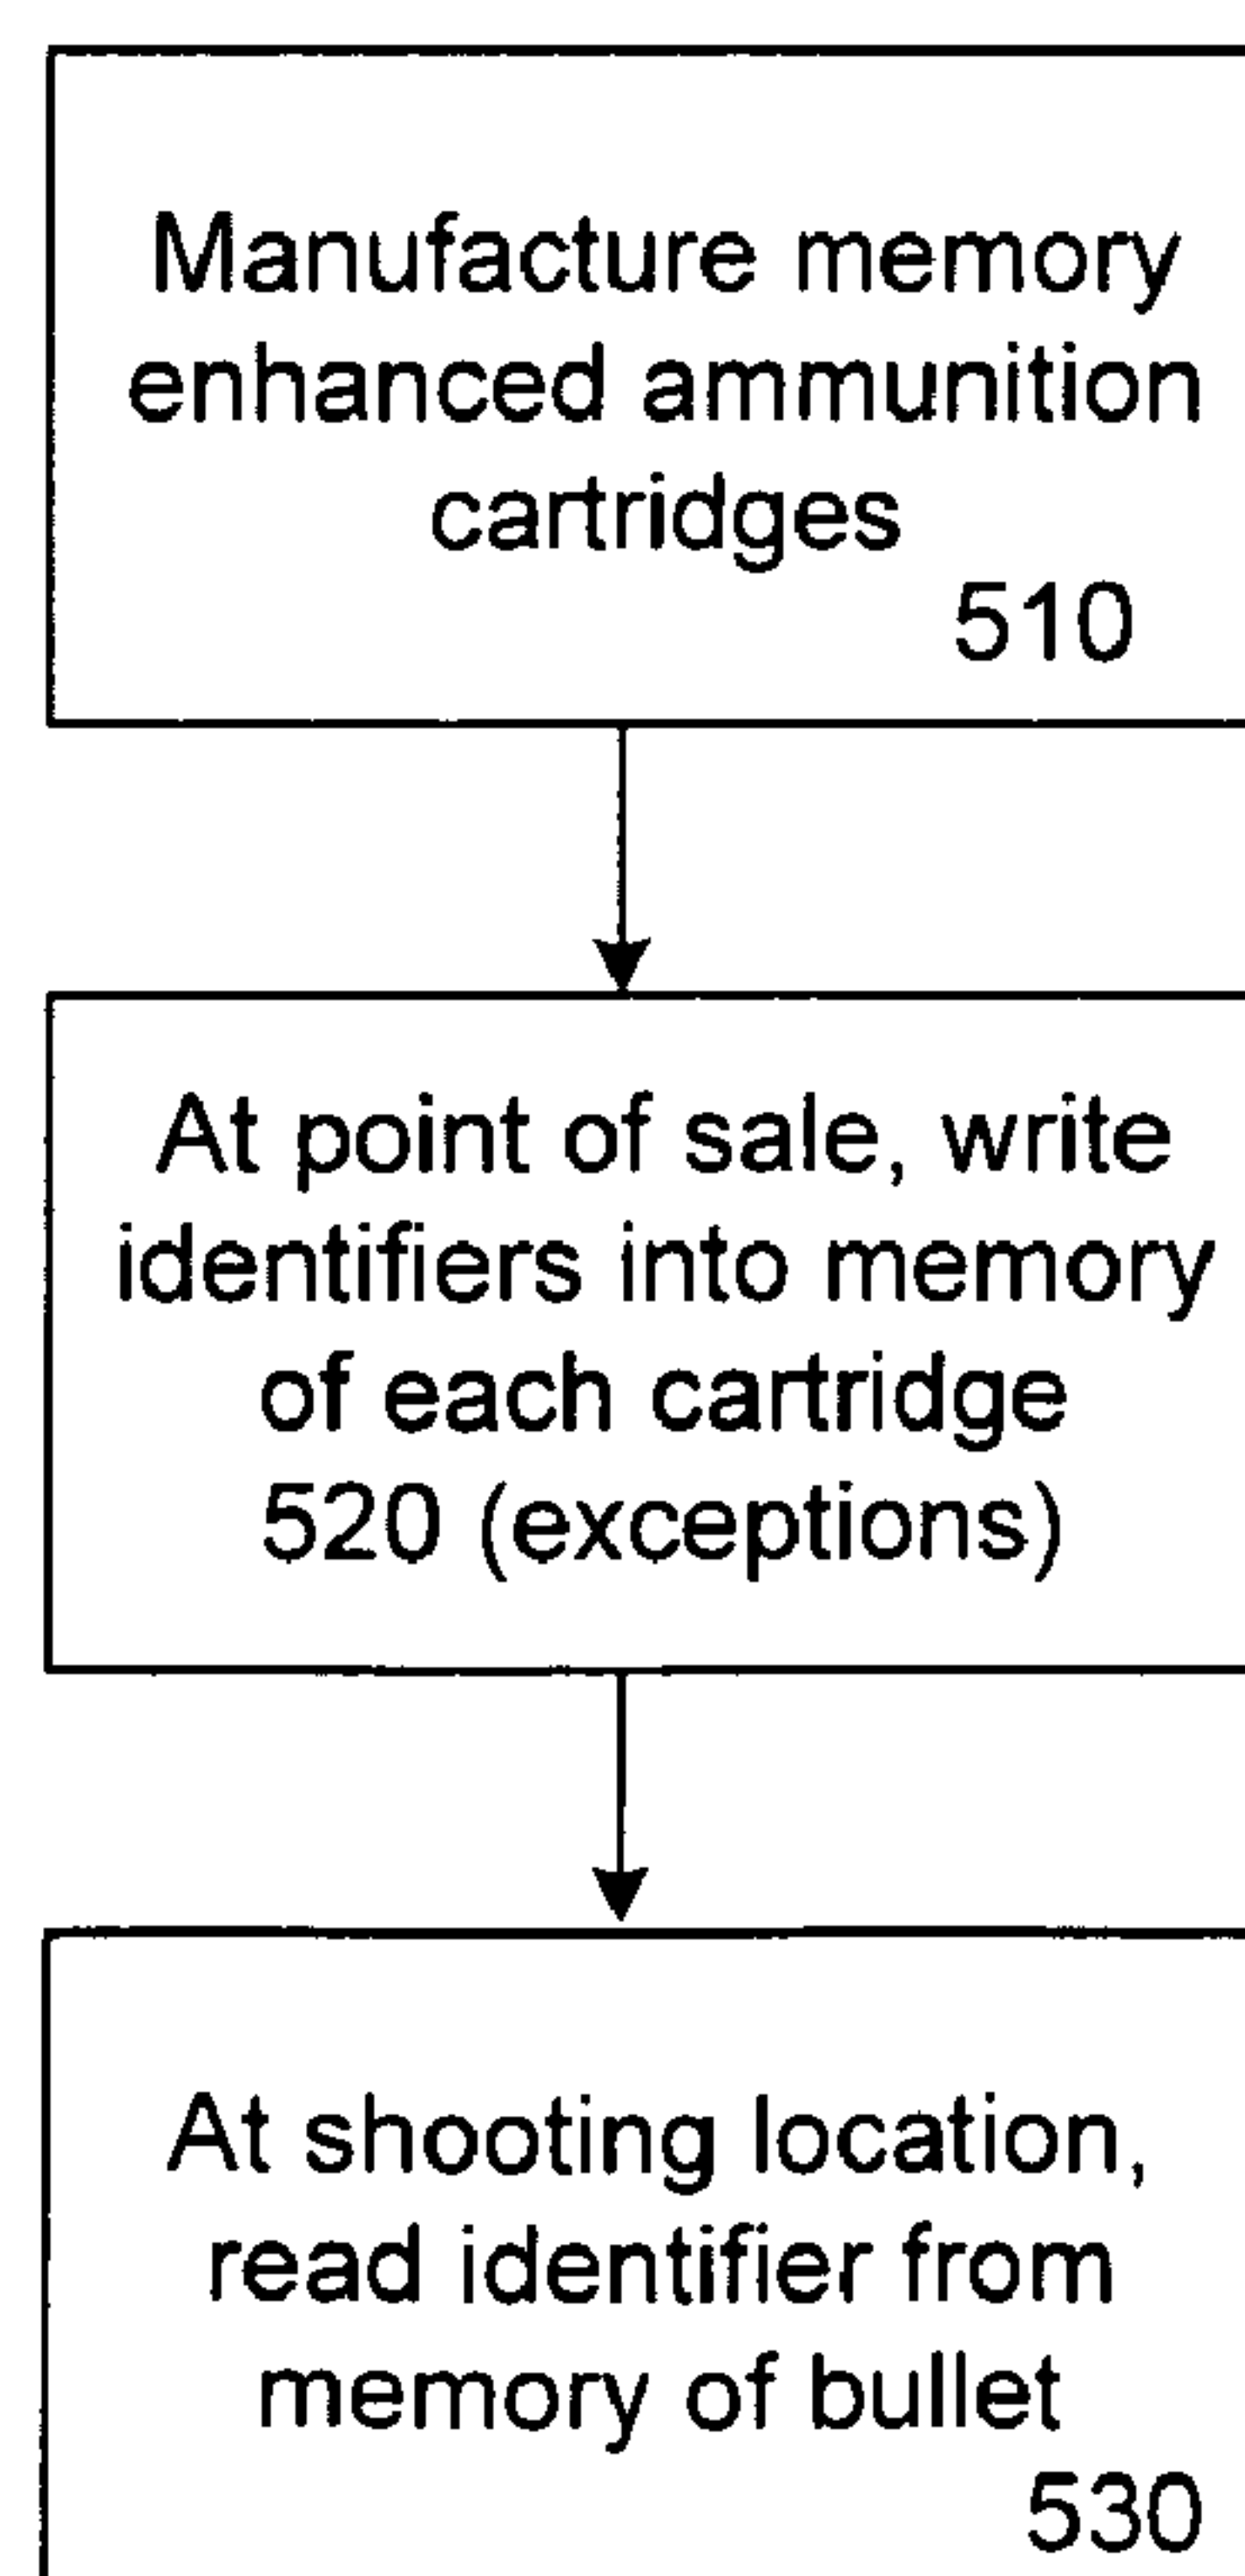 Manufacture memory
enhanced ammunition
cartridges
510
At point of sale, write
identifiers into memory
of each cartridge
520 (exceptions)
At shooting location,
read identifier from
memory of bullet
530